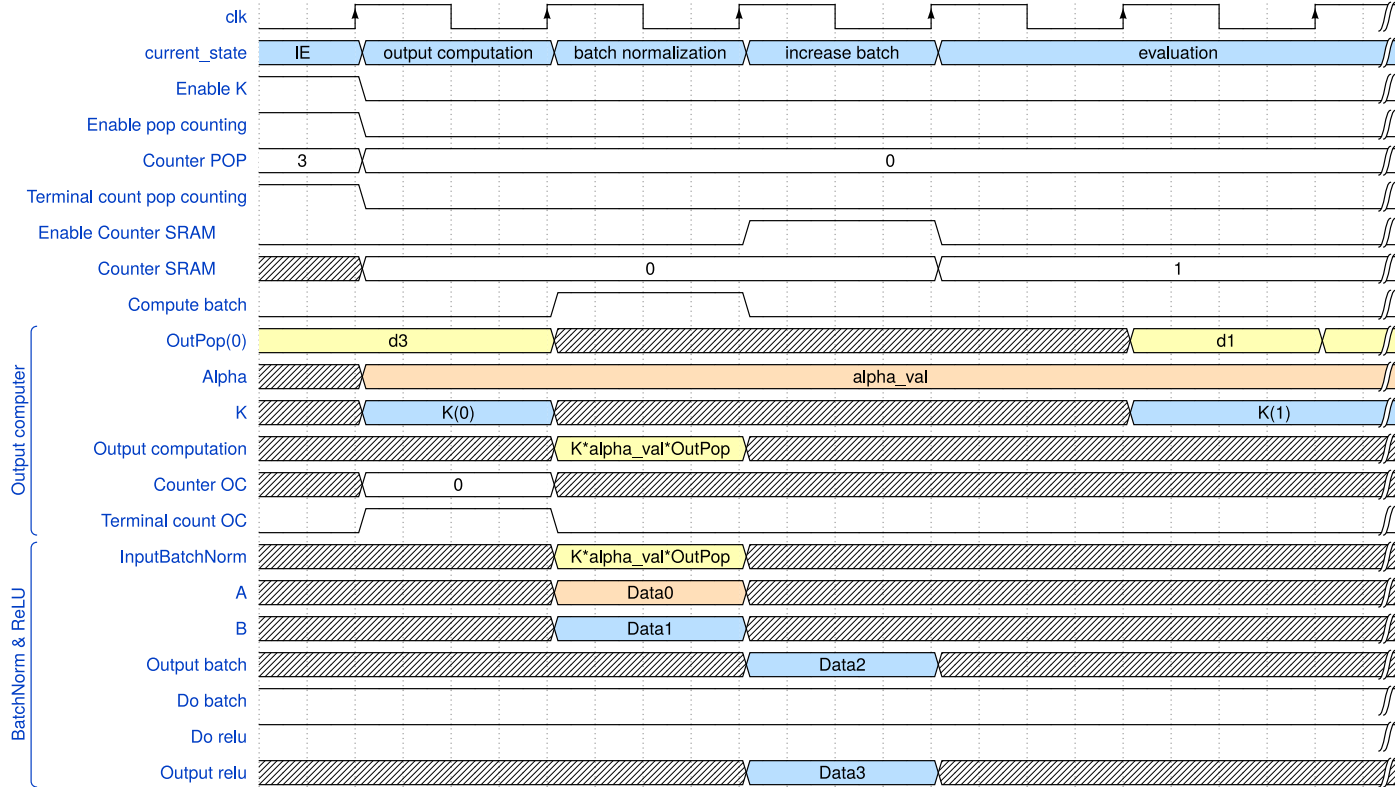 clk
current_state IE output computation batch normalization increase batch evaluation
Enable K
Enable pop counting
Counter POP 3 0
Terminal count pop counting
Enable Counter SRAM
Counter SRAM 0 1
Compute batch
Output computer
OutPop(0) d3 d1
Alpha alpha_val
K K(0) K(1)
Output computation K*alpha_val*OutPop
Counter OC 0
Terminal count OC
BatchNorm & ReLU
InputBatchNorm K*alpha_val*OutPop
A Data0
B Data1
Output batch Data2
Do batch
Do relu
Output relu Data3